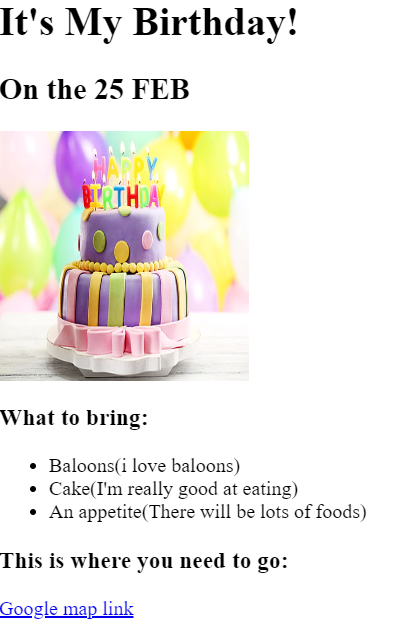 It's My Birthday!
On the 25 FEB
HAPPY
BIRTHDAY
What to bring:
Baloons(i love baloons)
Cake(I'm really good at eating)
An appetite(There will be lots of foods)
This is where you need to go:
Google map link